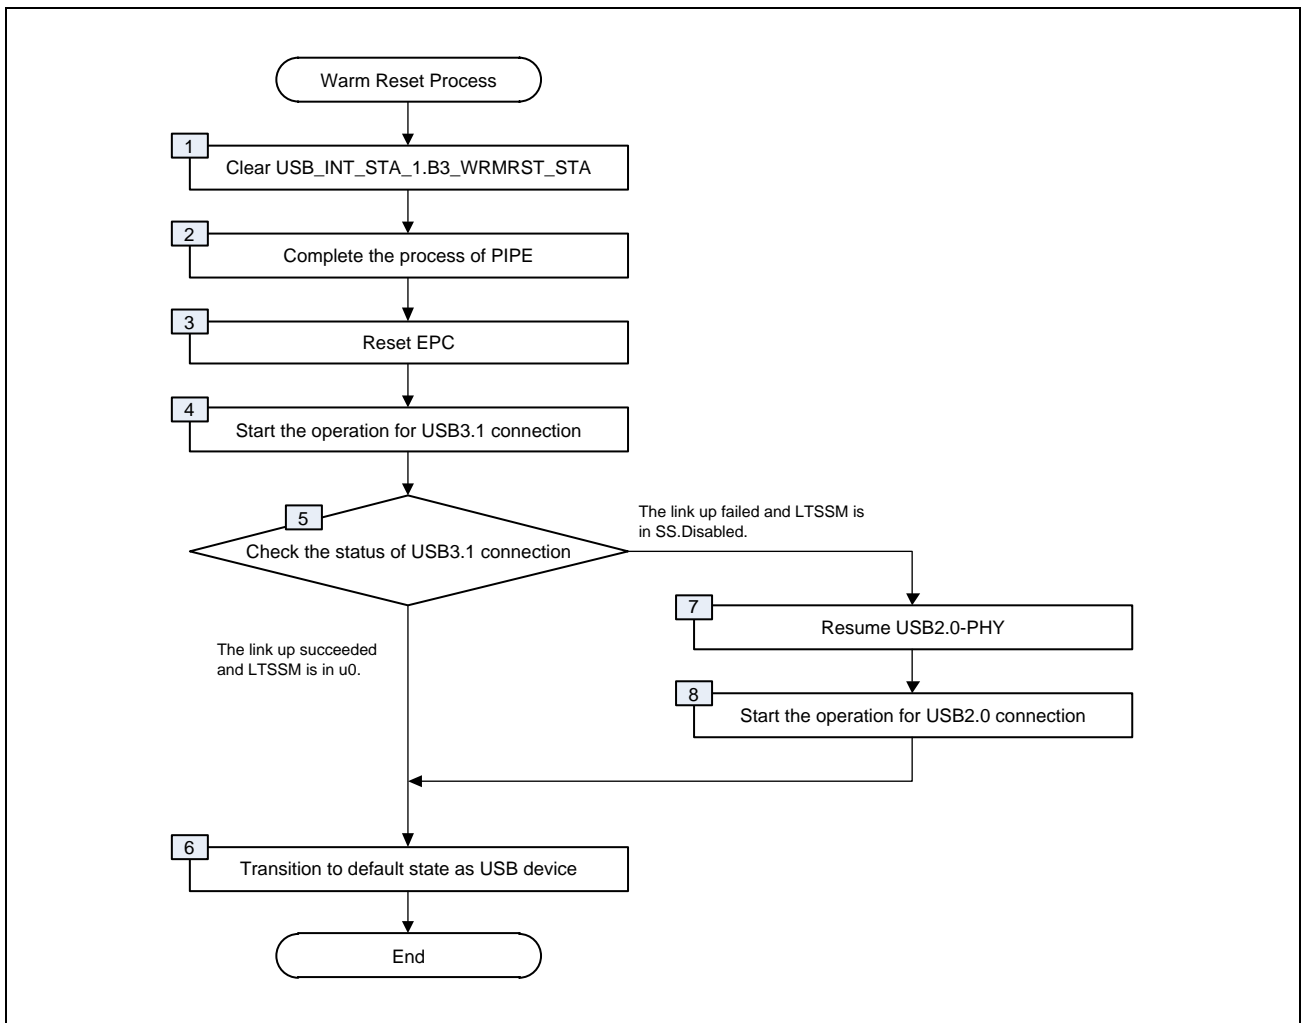 Warm Reset Process
1
Clear USB_INT_STA_1.B3_WRMRST_STA
2
Complete the process of PIPE
3
Reset EPC
4
Start the operation for USB3.1 connection
5
Check the status of USB3.1 connection
The link up failed and LTSSM is
in SS.Disabled.
7
Resume USB2.0-PHY
The link up succeeded
and LTSSM is in u0.
8
Start the operation for USB2.0 connection
6
Transition to default state as USB device
End